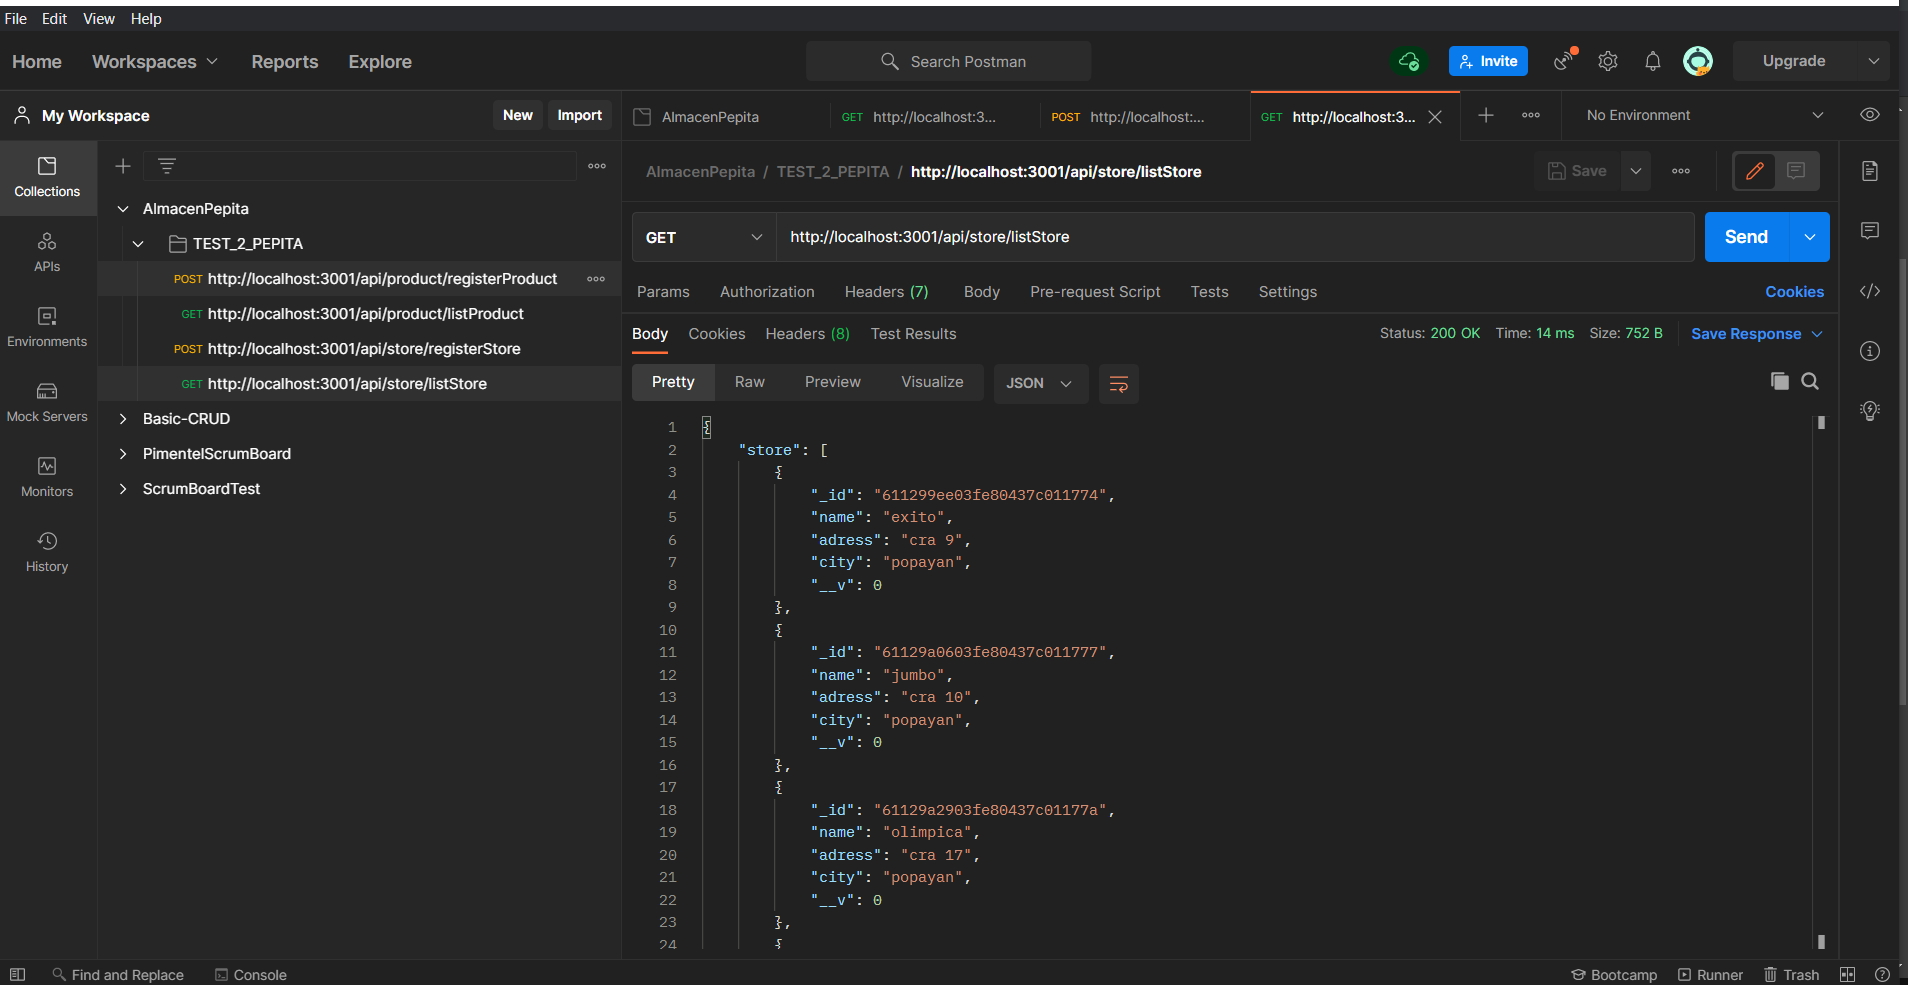 File Edit View Help
Home Workspaces Reports Explore Search Postman Invite Upgrade
My Workspace New Import
AlmacenPepita GET http://localhost:3... POST http://localhost:... GET http://localhost:3... No Environment
Collections
APIs
Environments
Mock Servers
Monitors
History
AlmacenPepita
TEST_2_PEPITA
POST http://localhost:3001/api/product/registerProduct
GET http://localhost:3001/api/product/listProduct
POST http://localhost:3001/api/store/registerStore
GET http://localhost:3001/api/store/listStore
Basic-CRUD
PimentelScrumBoard
ScrumBoardTest
AlmacenPepita / TEST_2_PEPITA / http://localhost:3001/api/store/listStore Save
GET http://localhost:3001/api/store/listStore Send
Params Authorization Headers (7) Body Pre-request Script Tests Settings Cookies
Body Cookies Headers (8) Test Results Status: 200 OK Time: 14 ms Size: 752 B Save Response
Pretty Raw Preview Visualize JSON
1 {
2 "store": [
3 {
4 "_id": "611299ee03fe80437c011774",
5 "name": "exito",
6 "adress": "cra 9",
7 "city": "popayan",
8 "__v": 0
9 },
10 {
11 "_id": "61129a0603fe80437c011777",
12 "name": "jumbo",
13 "adress": "cra 10",
14 "city": "popayan",
15 "__v": 0
16 },
17 {
18 "_id": "61129a2903fe80437c01177a",
19 "name": "olimpica",
20 "adress": "cra 17",
21 "city": "popayan",
22 "__v": 0
23 },
24 {
Find and Replace Console Bootcamp Runner Trash